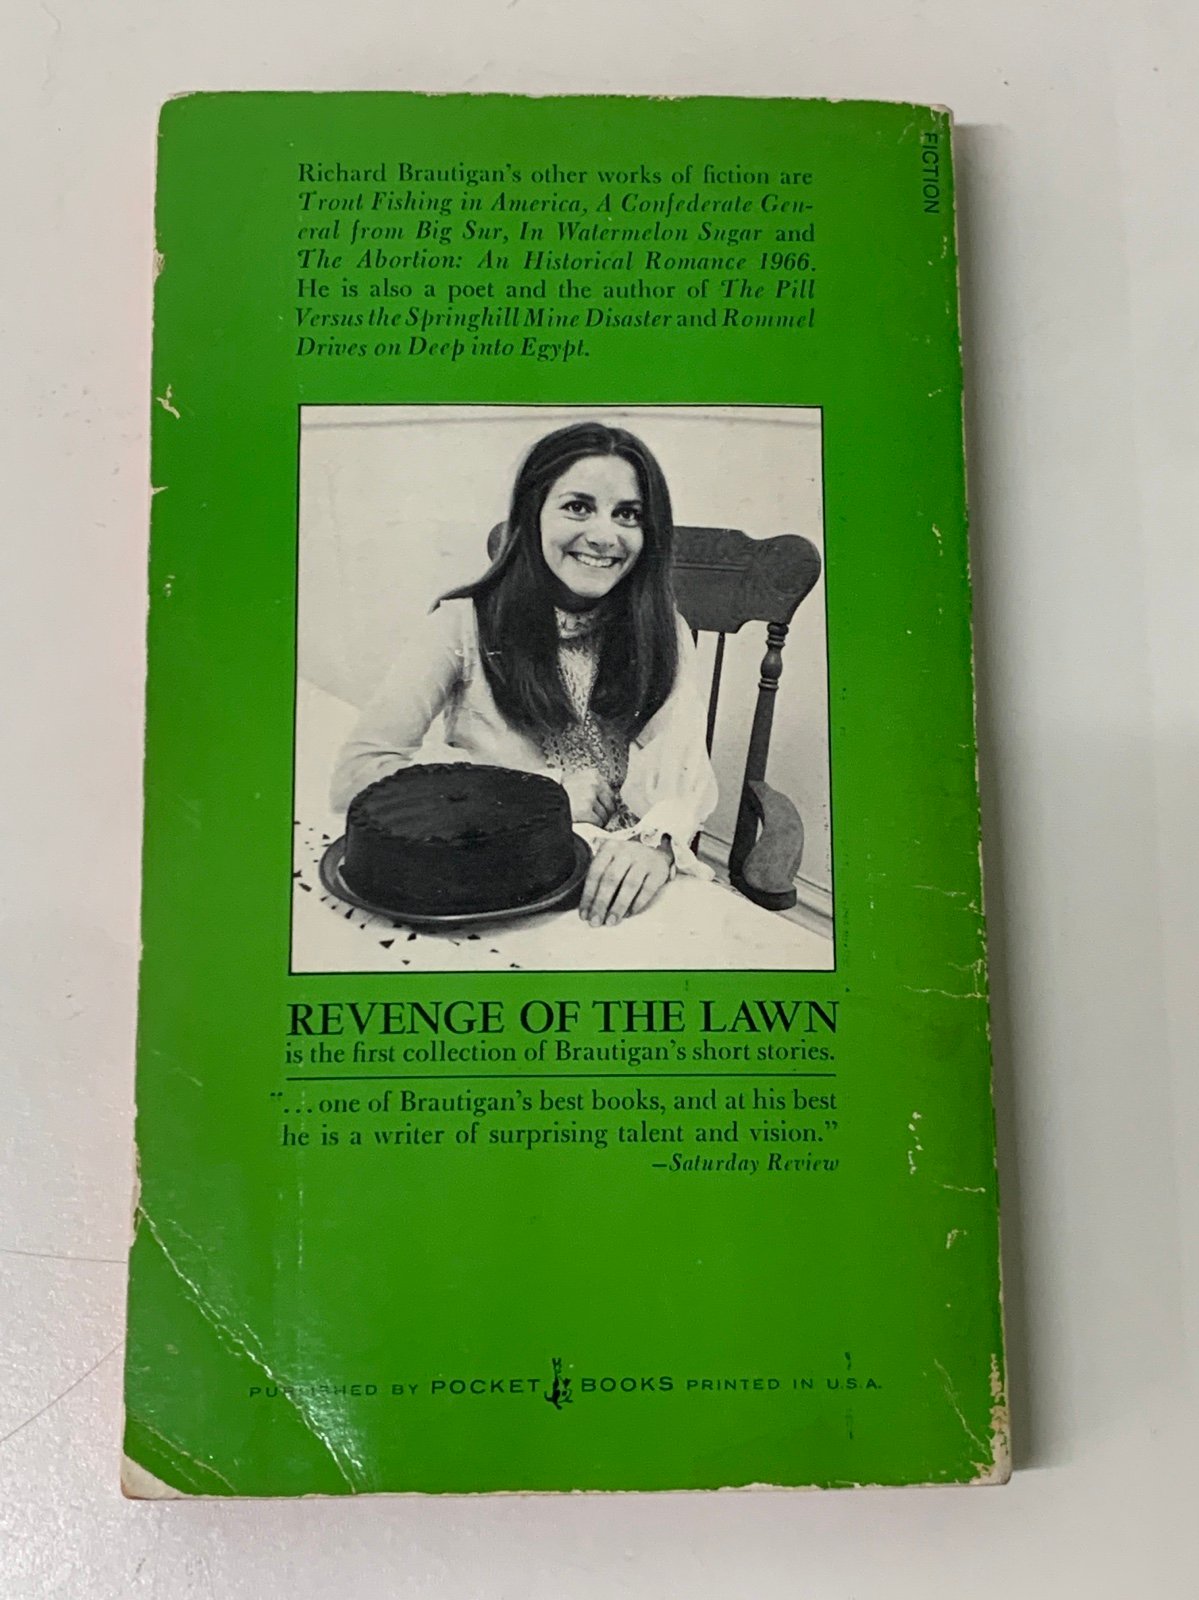 FICTION
Richard Brautigan's other works of fiction are
Trout Fishing in America, A Confederate Gen-
eral from Big Sur, In Watermelon Sugar and
The Abortion: An Historical Romance 1966.
He is also a poet and the author of The Pill
Versus the Springhill Mine Disaster and Rommel
Drives on Deep into Egypt.
REVENGE OF THE LAWN
is the first collection of Brautigan's short stories.
"...one of Brautigan's best books, and at his best
he is a writer of surprising talent and vision."
—Saturday Review
PUBLISHED BY POCKET BOOKS PRINTED IN U.S.A.